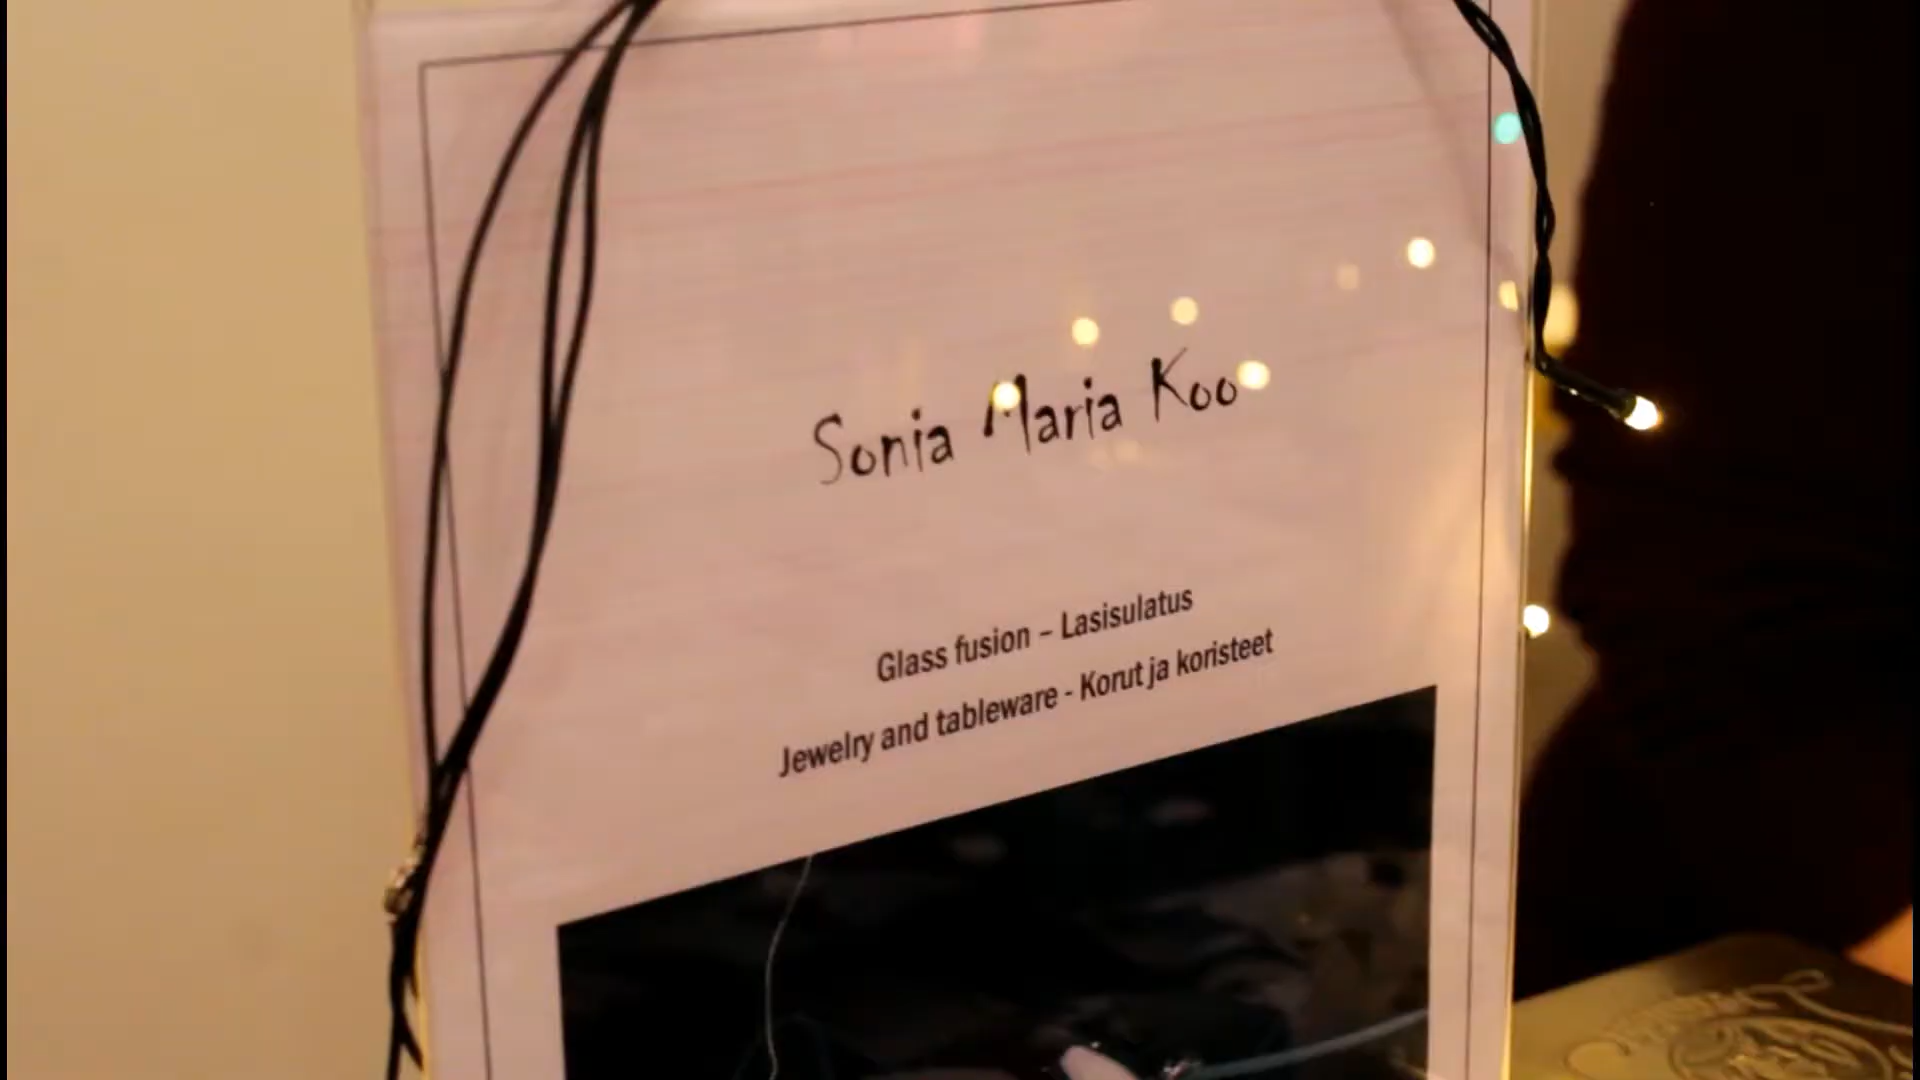 Sonia Maria Koo
Glass fusion – Lasisulatus
Jewelry and tableware - Korut ja koristeet